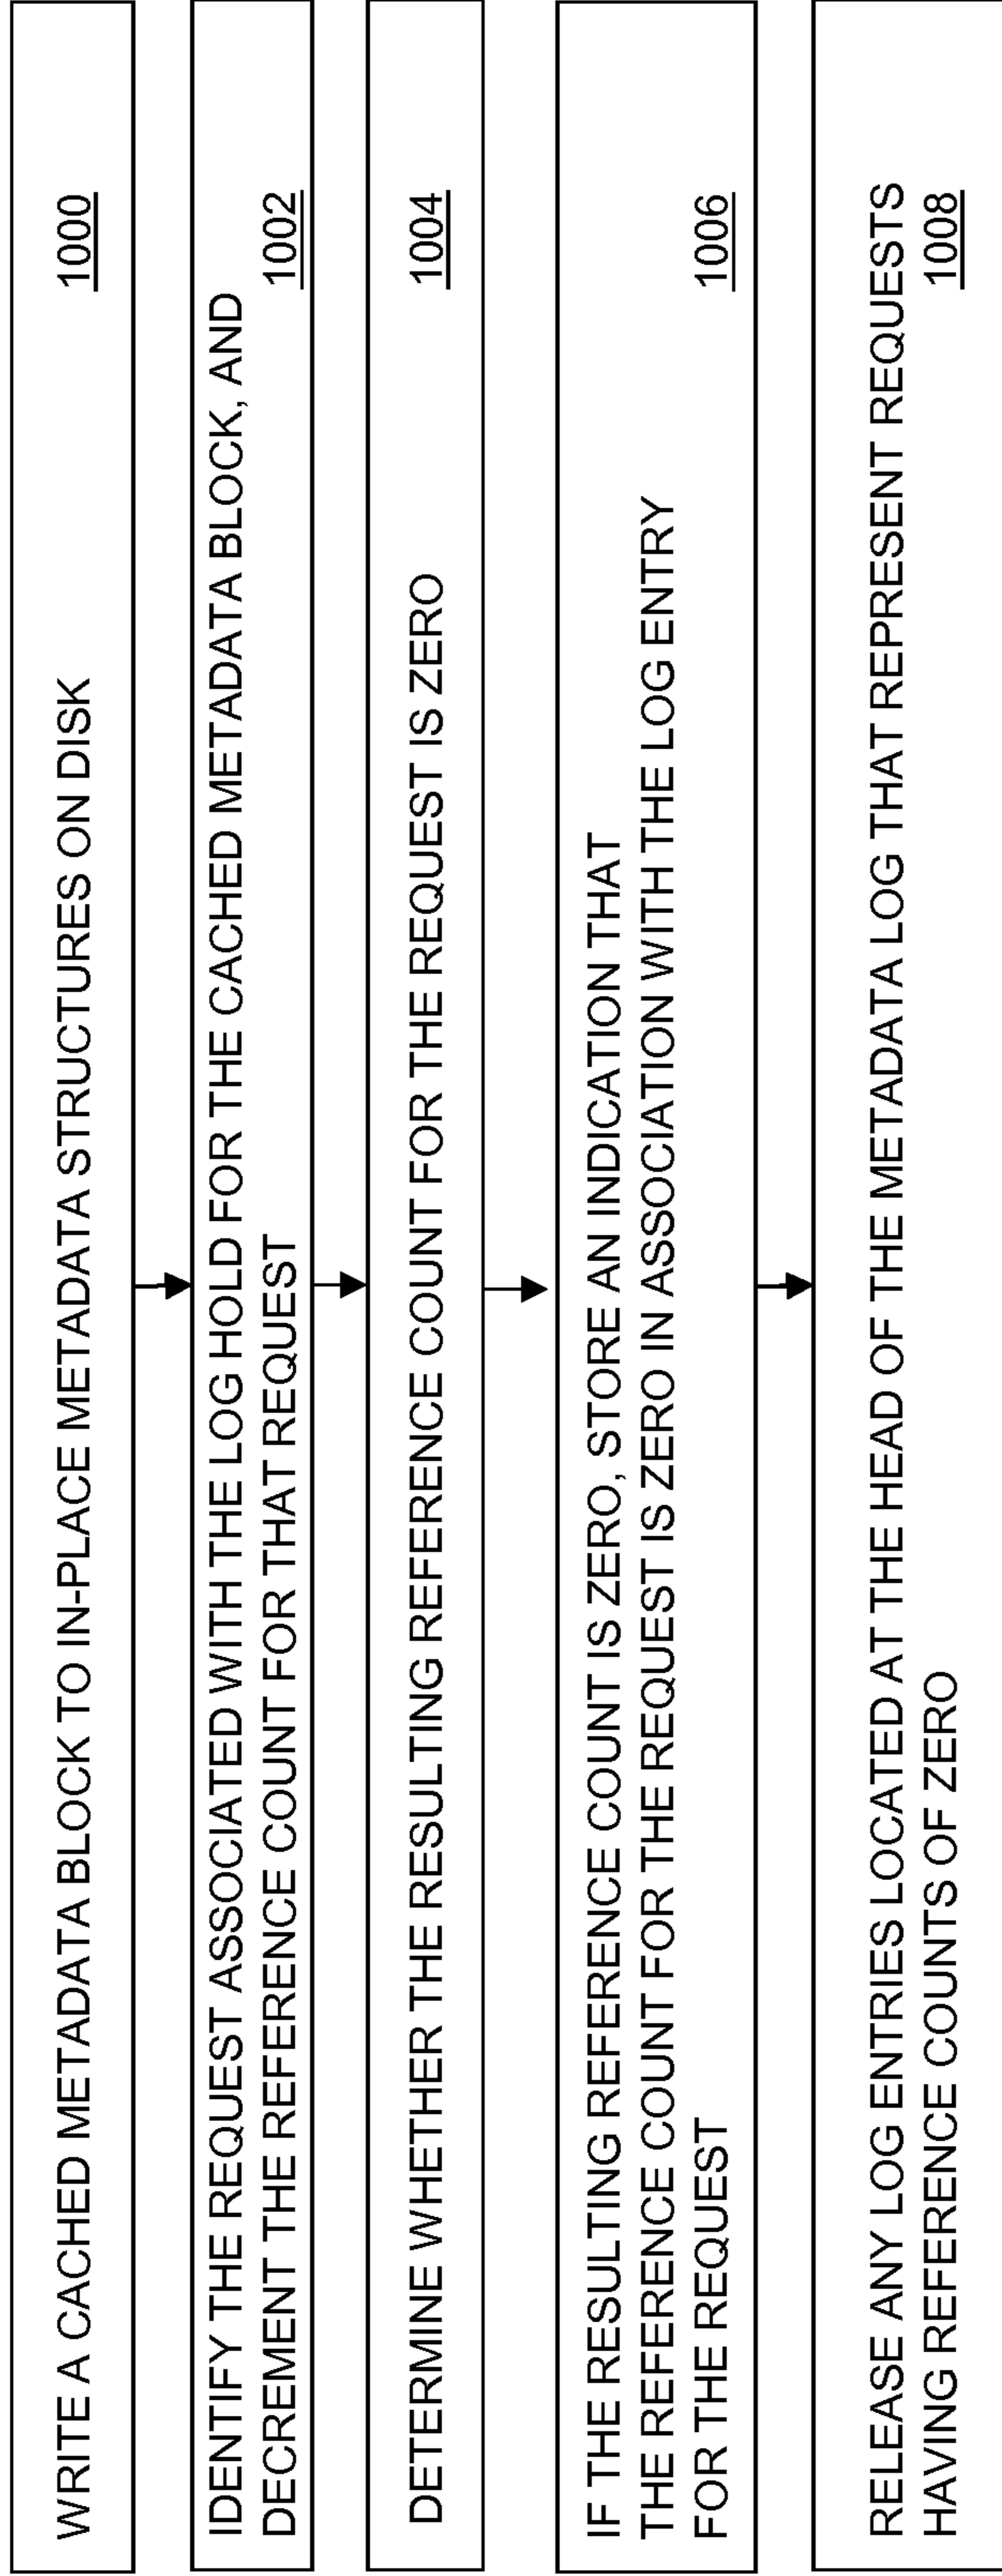 WRITE A CACHED METADATA BLOCK TO IN-PLACE METADATA STRUCTURES ON DISK
1000
IDENTIFY THE REQUEST ASSOCIATED WITH THE LOG HOLD FOR THE CACHED METADATA BLOCK, AND
DECREMENT THE REFERENCE COUNT FOR THAT REQUEST
1002
DETERMINE WHETHER THE RESULTING REFERENCE COUNT FOR THE REQUEST IS ZERO
1004
IF THE RESULTING REFERENCE COUNT IS ZERO, STORE AN INDICATION THAT
THE REFERENCE COUNT FOR THE REQUEST IS ZERO IN ASSOCIATION WITH THE LOG ENTRY
FOR THE REQUEST
1006
RELEASE ANY LOG ENTRIES LOCATED AT THE HEAD OF THE METADATA LOG THAT REPRESENT REQUESTS
HAVING REFERENCE COUNTS OF ZERO
1008